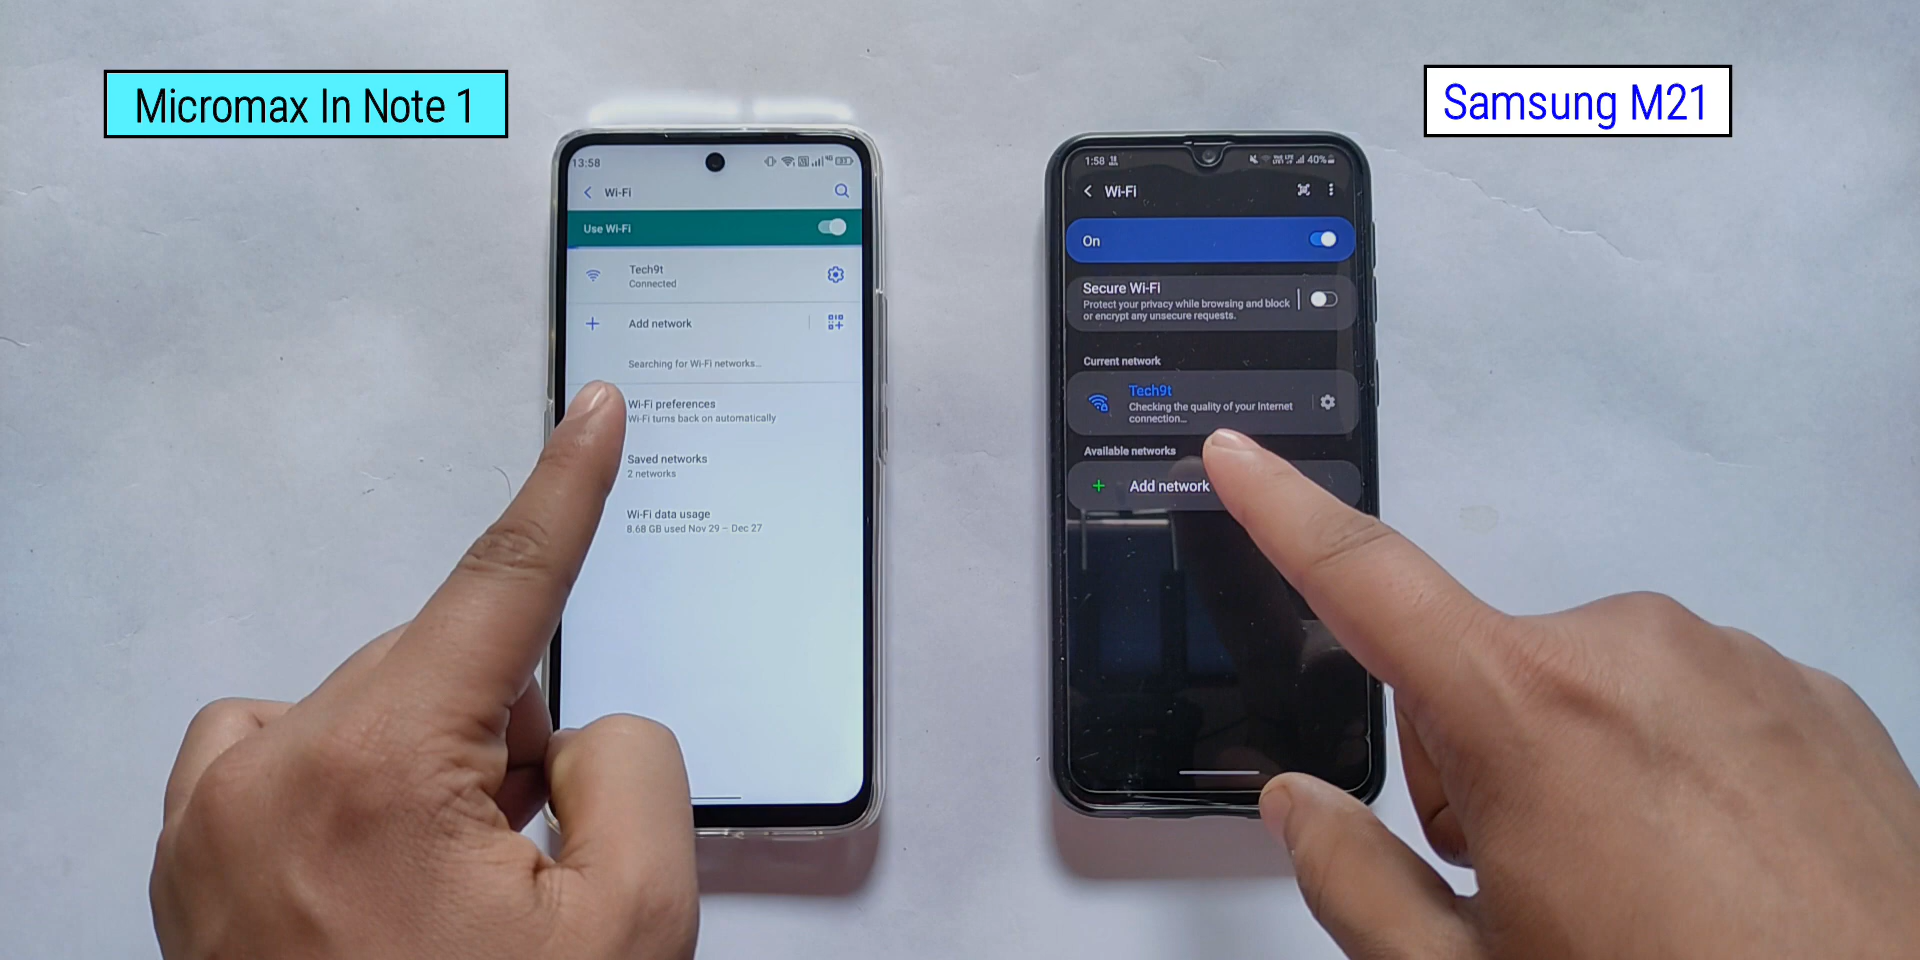 Micromax In Note 1
Samsung M21
13:58
Wi-Fi
Use Wi-Fi
Tech9t
Connected
Add network
Searching for Wi-Fi networks...
Wi-Fi preferences
Wi-Fi turns back on automatically
Saved networks
2 networks
Wi-Fi data usage
8.68 GB used Nov 29 – Dec 27
1:58
40%
Wi-Fi
On
Secure Wi-Fi
Protect your privacy while browsing and block
or encrypt any unsecure requests.
Current network
Tech9t
Checking the quality of your Internet
connection...
Available networks
Add network